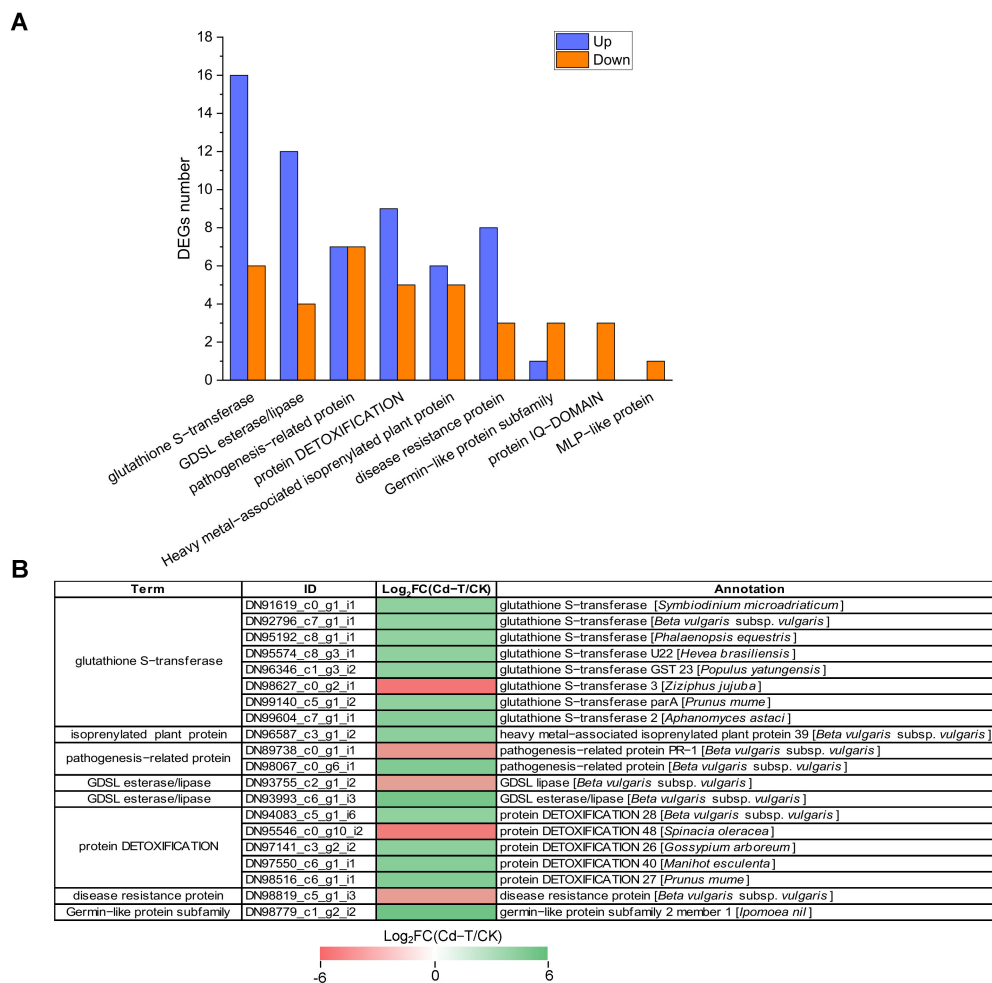 A
18
16
14
12
10
8
6
4
2
0
DEGs number
Up
Down
glutathione S−transferase
GDSL esterase/lipase
pathogenesis−related protein
protein DETOXIFICATION
Heavy metal−associated isoprenylated plant protein
disease resistance protein
Germin−like protein subfamily
protein IQ−DOMAIN
MLP−like protein
B
Term ID Log2FC(Cd−T/CK) Annotation
glutathione S−transferase
DN91619_c0_g1_i1 glutathione S−transferase [Symbiodinium microadriaticum]
DN92796_c7_g1_i1 glutathione S−transferase [Beta vulgaris subsp. vulgaris]
DN95192_c8_g1_i1 glutathione S−transferase [Phalaenopsis equestris]
DN95574_c8_g3_i1 glutathione S−transferase U22 [Hevea brasiliensis]
DN96346_c1_g3_i2 glutathione S−transferase GST 23 [Populus yatungensis]
DN98627_c0_g2_i1 glutathione S−transferase 3 [Ziziphus jujuba]
DN99140_c5_g1_i2 glutathione S−transferase parA [Prunus mume]
DN99604_c7_g1_i1 glutathione S−transferase 2 [Aphanomyces astaci]
isoprenylated plant protein DN96587_c3_g1_i2 heavy metal−associated isoprenylated plant protein 39 [Beta vulgaris subsp. vulgaris]
pathogenesis−related protein
DN89738_c0_g1_i1 pathogenesis−related protein PR−1 [Beta vulgaris subsp. vulgaris]
DN98067_c0_g6_i1 pathogenesis−related protein [Beta vulgaris subsp. vulgaris]
GDSL esterase/lipase DN93755_c2_g1_i2 GDSL lipase [Beta vulgaris subsp. vulgaris]
GDSL esterase/lipase DN93993_c6_g1_i3 GDSL esterase/lipase [Beta vulgaris subsp. vulgaris]
protein DETOXIFICATION
DN94083_c5_g1_i6 protein DETOXIFICATION 28 [Beta vulgaris subsp. vulgaris]
DN95546_c0_g10_i2 protein DETOXIFICATION 48 [Spinacia oleracea]
DN97141_c3_g2_i2 protein DETOXIFICATION 26 [Gossypium arboreum]
DN97550_c6_g1_i1 protein DETOXIFICATION 40 [Manihot esculenta]
DN98516_c6_g1_i1 protein DETOXIFICATION 27 [Prunus mume]
disease resistance protein DN98819_c5_g1_i3 disease resistance protein [Beta vulgaris subsp. vulgaris]
Germin−like protein subfamily DN98779_c1_g2_i2 germin−like protein subfamily 2 member 1 [Ipomoea nil]
Log2FC(Cd−T/CK)
-6 0 6